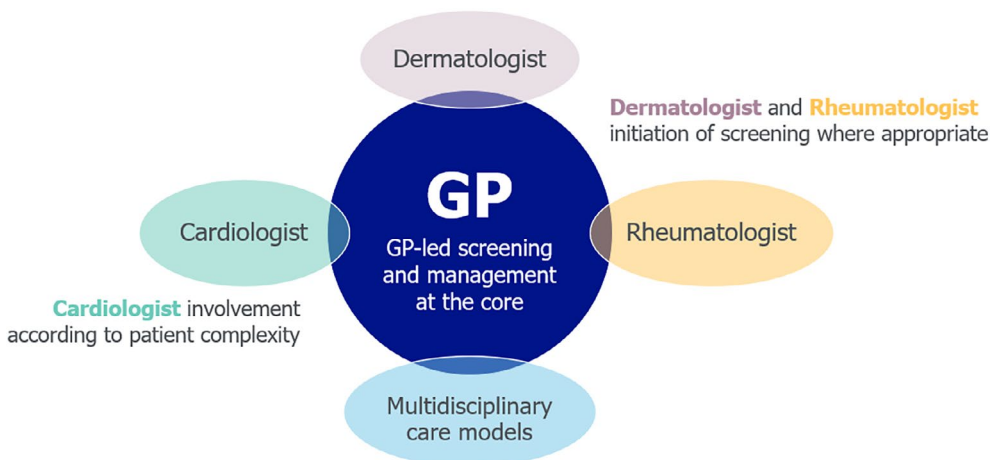 Dermatologist
Dermatologist and Rheumatologist
initiation of screening where appropriate
GP
GP-led screening
and management
at the core
Cardiologist
Rheumatologist
Cardiologist involvement
according to patient complexity
Multidisciplinary
care models